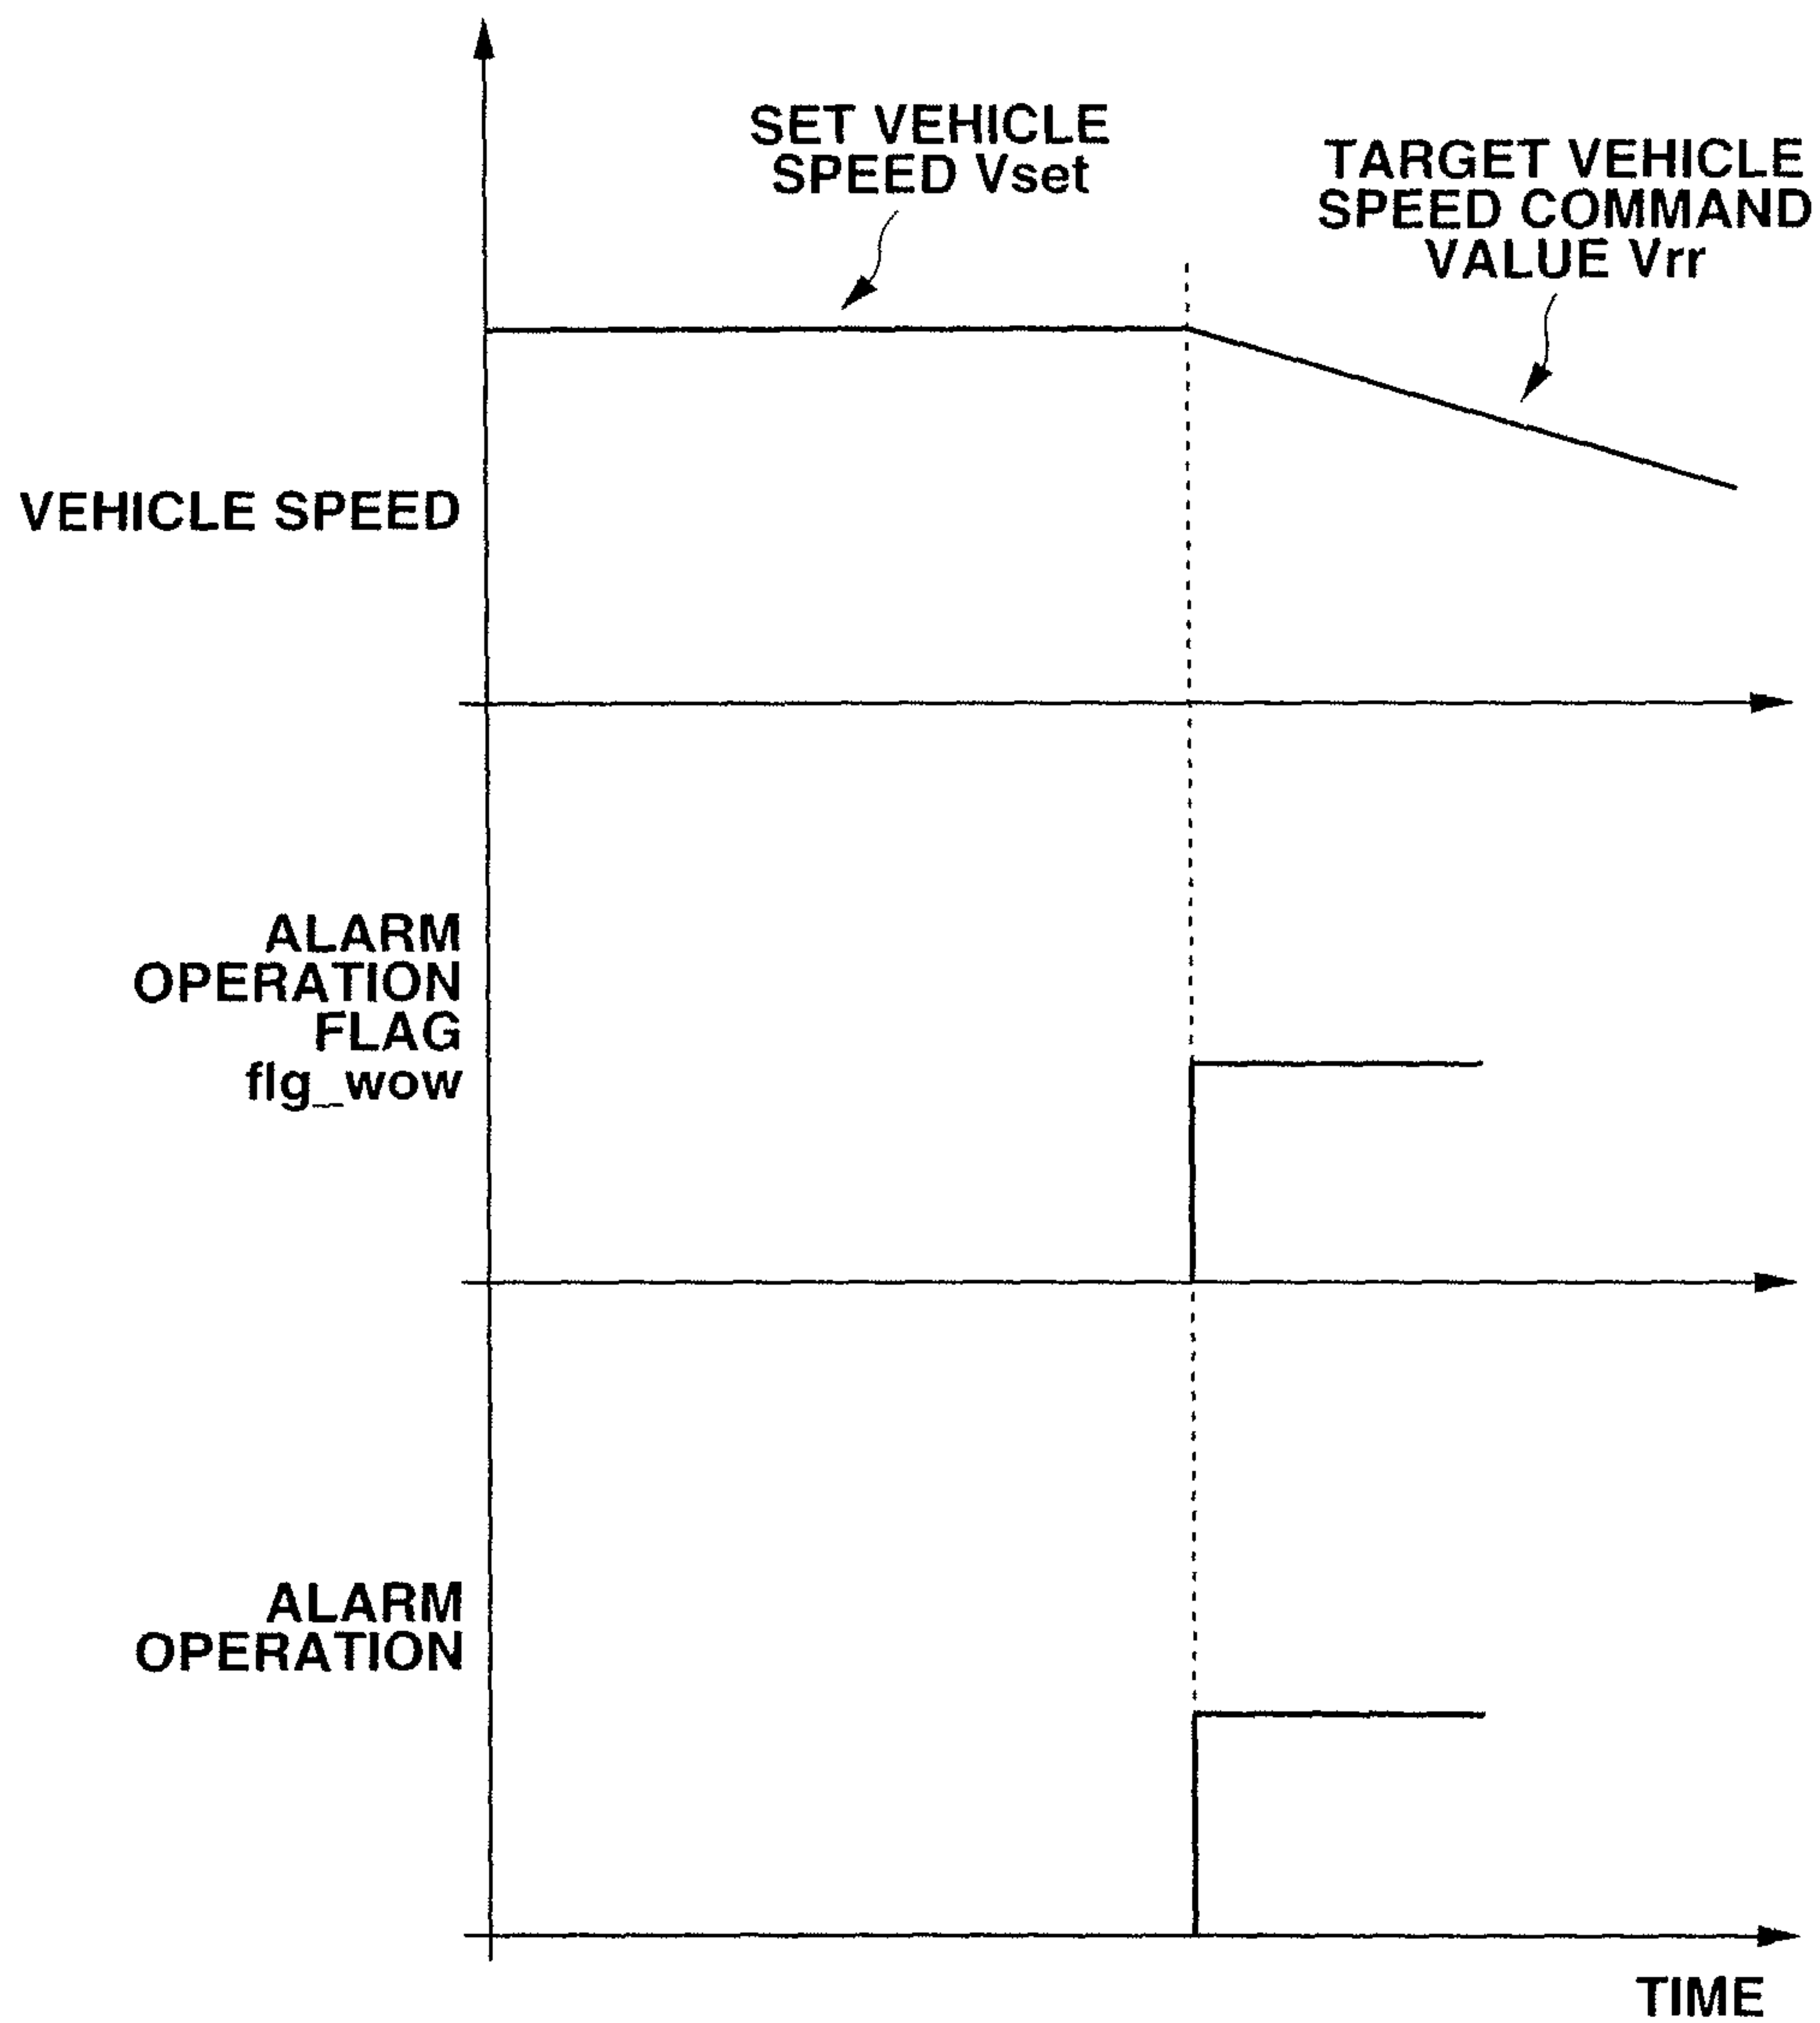 SET VEHICLE
SPEED Vset
TARGET VEHICLE
SPEED COMMAND
VALUE Vrr
VEHICLE SPEED
ALARM
OPERATION
FLAG
flg_wow
ALARM
OPERATION
TIME